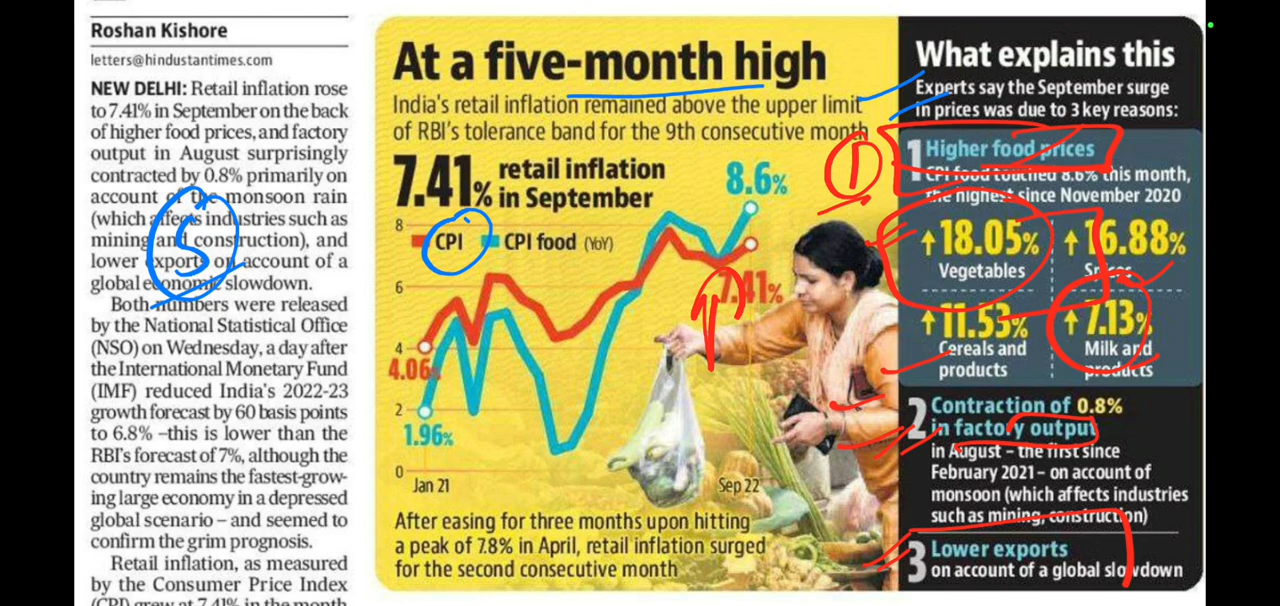 Roshan Kishore
letters@hindustantimes.com
NEW DELHI: Retail inflation rose
to 7.41% in September on the back
of higher food prices, and factory
output in August surprisingly
contracted by 0.8% primarily on
account of the monsoon rain
(which affects industries such as
mining and construction), and
lower exports on account of a
global economic slowdown.
Both numbers were released
by the National Statistical Office
(NSO) on Wednesday, a day after
the International Monetary Fund
(IMF) reduced India's 2022-23
growth forecast by 60 basis points
to 6.8% –this is lower than the
RBI's forecast of 7%, although the
country remains the fastest-grow-
ing large economy in a depressed
global scenario – and seemed to
confirm the grim prognosis.
Retail inflation, as measured
by the Consumer Price Index
(CPI) grew at 7.41% in the month
At a five-month high
India's retail inflation remained above the upper limit
of RBI's tolerance band for the 9th consecutive month
7.41% retail inflation
in September
8.6%
8
CPI
CPI food (YoY)
6
7.41%
4
4.06%
2
1.96%
0
Jan 21
Sep 22
After easing for three months upon hitting
a peak of 7.8% in April, retail inflation surged
for the second consecutive month
What explains this
Experts say the September surge
in prices was due to 3 key reasons:
1
1 Higher food prices
CPI food touched 8.6% this month,
the highest since November 2020
18.05%
Vegetables
16.88%
Spices
11.53%
Cereals and
products
7.13%
Milk and
products
2 Contraction of 0.8%
in factory output
in August – the first since
February 2021– on account of
monsoon (which affects industries
such as mining, construction)
3 Lower exports
on account of a global slowdown